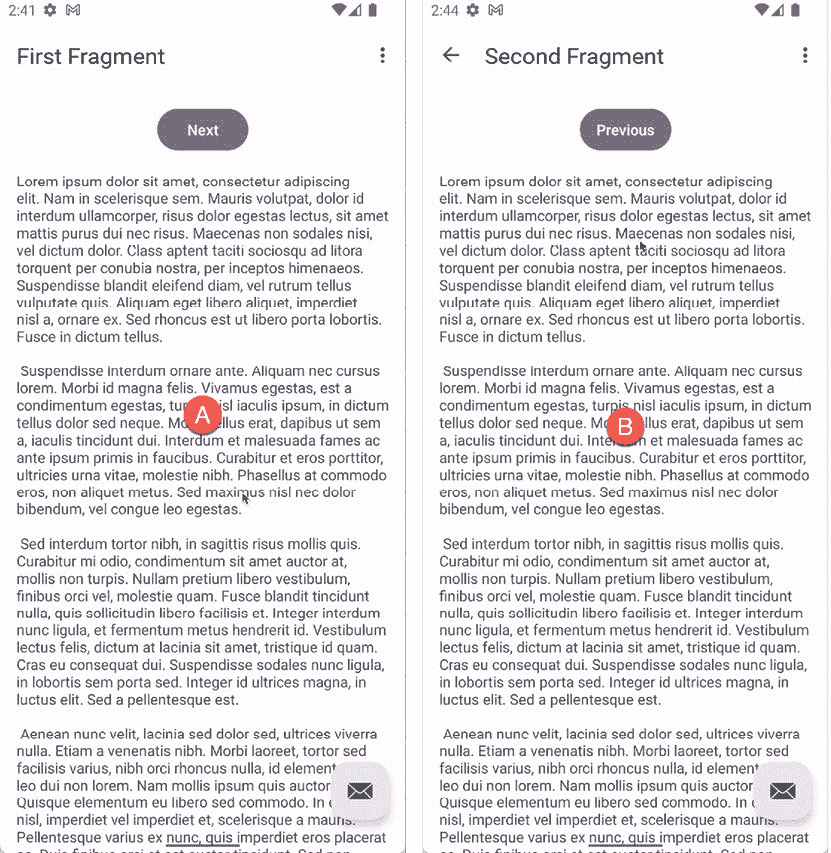 2:41
First Fragment
Next
Lorem ipsum dolor sit amet, consectetur adipiscing
elit. Nam in scelerisque sem. Mauris volutpat, dolor id
interdum ullamcorper, risus dolor egestas lectus, sit amet
mattis purus dui nec risus. Maecenas non sodales nisi,
vel dictum dolor. Class aptent taciti sociosqu ad litora
torquent per conubia nostra, per inceptos himenaeos.
Suspendisse blandit eleifend diam, vel rutrum tellus
vulputate quis. Aliquam eget libero aliquet, imperdiet
nisl a, ornare ex. Sed rhoncus est ut libero porta lobortis.
Fusce in dictum tellus.
Suspendisse interdum ornare ante. Aliquam nec cursus
lorem. Morbi id magna felis. Vivamus egestas, est a
condimentum egestas, turpis nisl iaculis ipsum, in dictum
tellus dolor sed neque. tellus erat, dapibus ut sem
a, iaculis tincidunt dui. Interdum et malesuada fames ac
ante ipsum primis in faucibus. Curabitur et eros porttitor,
ultricies urna vitae, molestie nibh. Phasellus at commodo
eros, non aliquet metus. Sed maximus nisl nec dolor
bibendum, vel congue leo egestas.
Sed interdum tortor nibh, in sagittis risus mollis quis.
Curabitur mi odio, condimentum sit amet auctor at,
mollis non turpis. Nullam pretium libero vestibulum,
finibus orci vel, molestie quam. Fusce blandit tincidunt
nulla, quis sollicitudin libero facilisis et. Integer interdum
nunc ligula, et fermentum metus hendrerit id. Vestibulum
lectus felis, dictum at lacinia sit amet, tristique id quam.
Cras eu consequat dui. Suspendisse sodales nunc ligula,
in lobortis sem porta sed. Integer id ultrices magna, in
luctus elit. Sed a pellentesque est.
Aenean nunc velit, lacinia sed dolor sed, ultrices viverra
nulla. Etiam a venenatis nibh. Morbi laoreet, tortor sed
facilisis varius, nibh orci rhoncus nulla, id
leo dui non lorem. Nam mollis ipsum quis auctor
Quisque elementum eu libero sed commodo. In
nisl, imperdiet vel imperdiet et, scelerisque a mauris.
Pellentesque varius ex nunc, quis imperdiet eros placerat
A
2:44
Second Fragment
Previous
Lorem ipsum dolor sit amet, consectetur adipiscing
elit. Nam in scelerisque sem. Mauris volutpat, dolor id
interdum ullamcorper, risus dolor egestas lectus, sit amet
mattis purus dui nec risus. Maecenas non sodales nisi,
vel dictum dolor. Class aptent taciti sociosqu ad litora
torquent per conubia nostra, per inceptos himenaeos.
Suspendisse blandit eleifend diam, vel rutrum tellus
vulputate quis. Aliquam eget libero aliquet, imperdiet
nisl a, ornare ex. Sed rhoncus est ut libero porta lobortis.
Fusce in dictum tellus.
Suspendisse interdum ornare ante. Aliquam nec cursus
lorem. Morbi id magna felis. Vivamus egestas, est a
condimentum egestas, turpis nisl iaculis ipsum, in dictum
tellus dolor sed neque. tellus erat, dapibus ut sem
a, iaculis tincidunt dui. Interdum et malesuada fames ac
ante ipsum primis in faucibus. Curabitur et eros porttitor,
ultricies urna vitae, molestie nibh. Phasellus at commodo
eros, non aliquet metus. Sed maximus nisl nec dolor
bibendum, vel congue leo egestas.
Sed interdum tortor nibh, in sagittis risus mollis quis.
Curabitur mi odio, condimentum sit amet auctor at,
mollis non turpis. Nullam pretium libero vestibulum,
finibus orci vel, molestie quam. Fusce blandit tincidunt
nulla, quis sollicitudin libero facilisis et. Integer interdum
nunc ligula, et fermentum metus hendrerit id. Vestibulum
lectus felis, dictum at lacinia sit amet, tristique id quam.
Cras eu consequat dui. Suspendisse sodales nunc ligula,
in lobortis sem porta sed. Integer id ultrices magna, in
luctus elit. Sed a pellentesque est.
Aenean nunc velit, lacinia sed dolor sed, ultrices viverra
nulla. Etiam a venenatis nibh. Morbi laoreet, tortor sed
facilisis varius, nibh orci rhoncus nulla, id
leo dui non lorem. Nam mollis ipsum quis auctor
Quisque elementum eu libero sed commodo. In
nisl, imperdiet vel imperdiet et, scelerisque a mauris.
Pellentesque varius ex nunc, quis imperdiet eros placerat
B